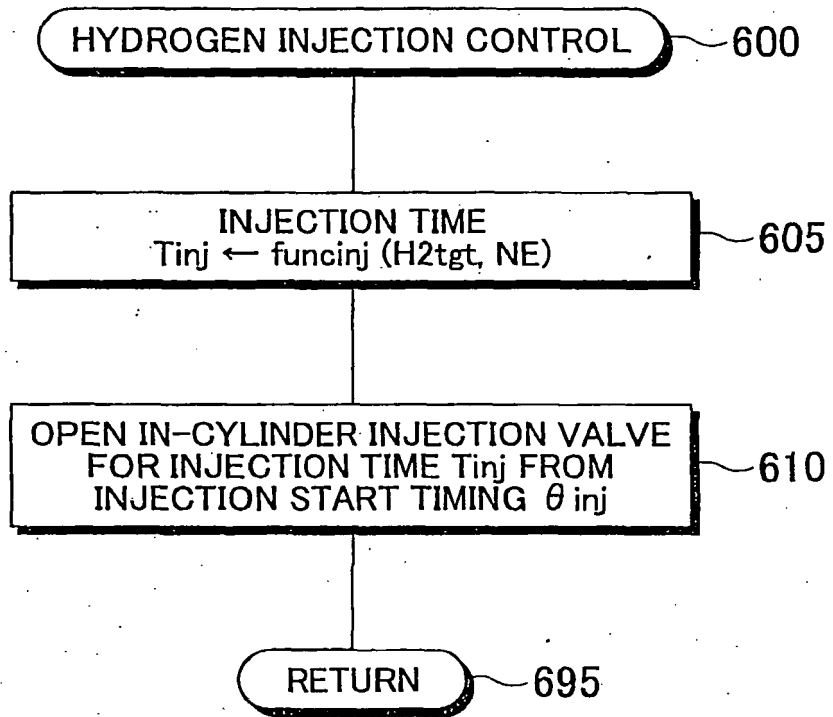 HYDROGEN INJECTION CONTROL
600
INJECTION TIME
Tinj ← funcinj (H2tgt, NE)
605
OPEN IN-CYLINDER INJECTION VALVE
FOR INJECTION TIME Tinj FROM
INJECTION START TIMING θ inj
610
RETURN
695